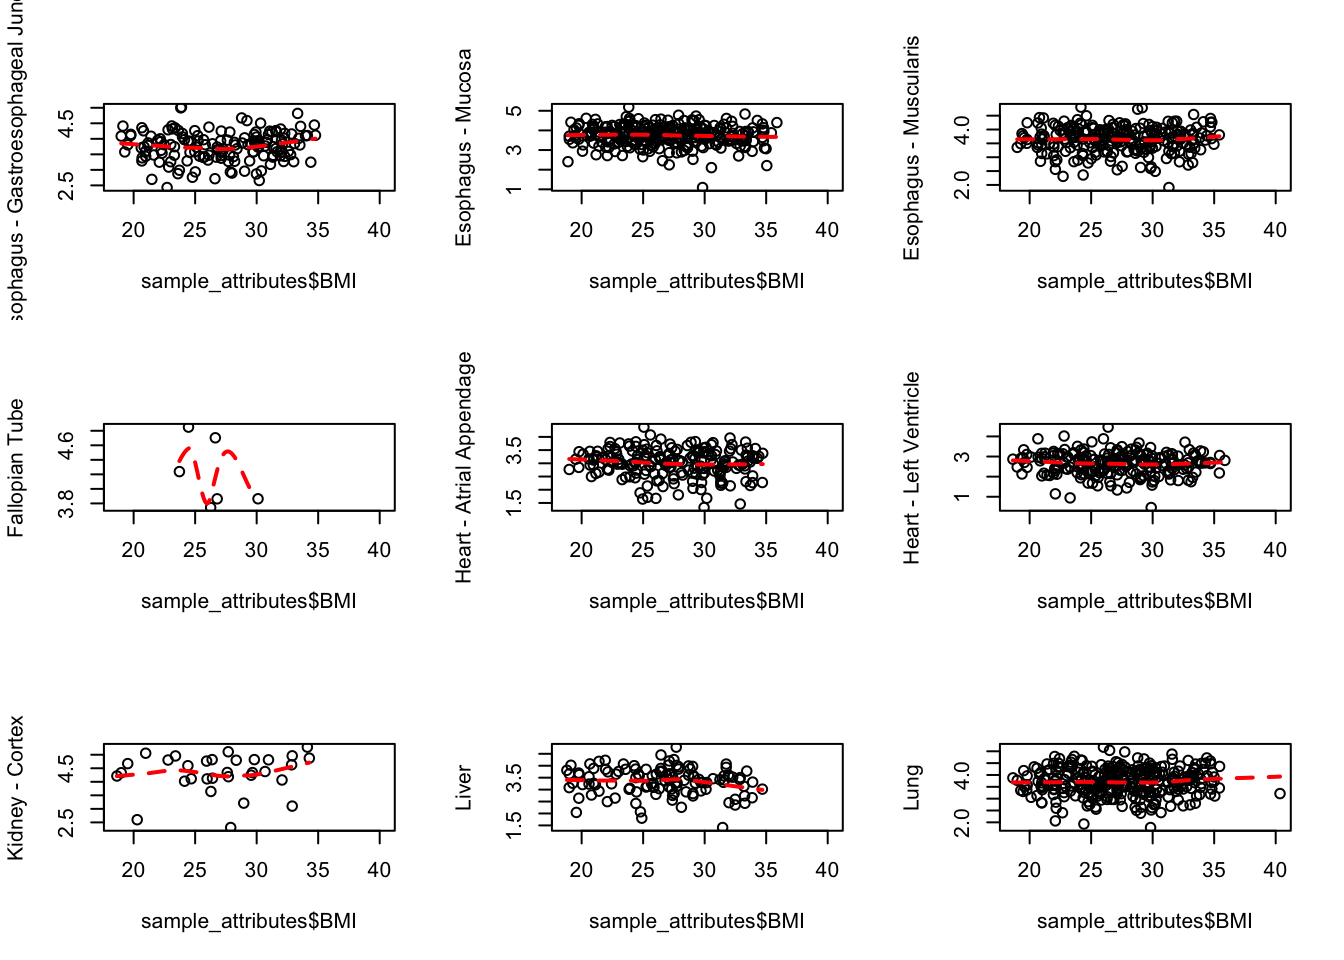 sophagus - Gastroesophageal Jun
4.5
2.5
20 25 30 35 40
sample_attributes$BMI
Esophagus - Mucosa
5
3
1
20 25 30 35 40
sample_attributes$BMI
Esophagus - Muscularis
4.0
2.0
20 25 30 35 40
sample_attributes$BMI
Fallopian Tube
4.6
3.8
20 25 30 35 40
sample_attributes$BMI
Heart - Atrial Appendage
3.5
1.5
20 25 30 35 40
sample_attributes$BMI
Heart - Left Ventricle
3
1
20 25 30 35 40
sample_attributes$BMI
Kidney - Cortex
4.5
2.5
20 25 30 35 40
sample_attributes$BMI
Liver
3.5
1.5
20 25 30 35 40
sample_attributes$BMI
Lung
4.0
2.0
20 25 30 35 40
sample_attributes$BMI